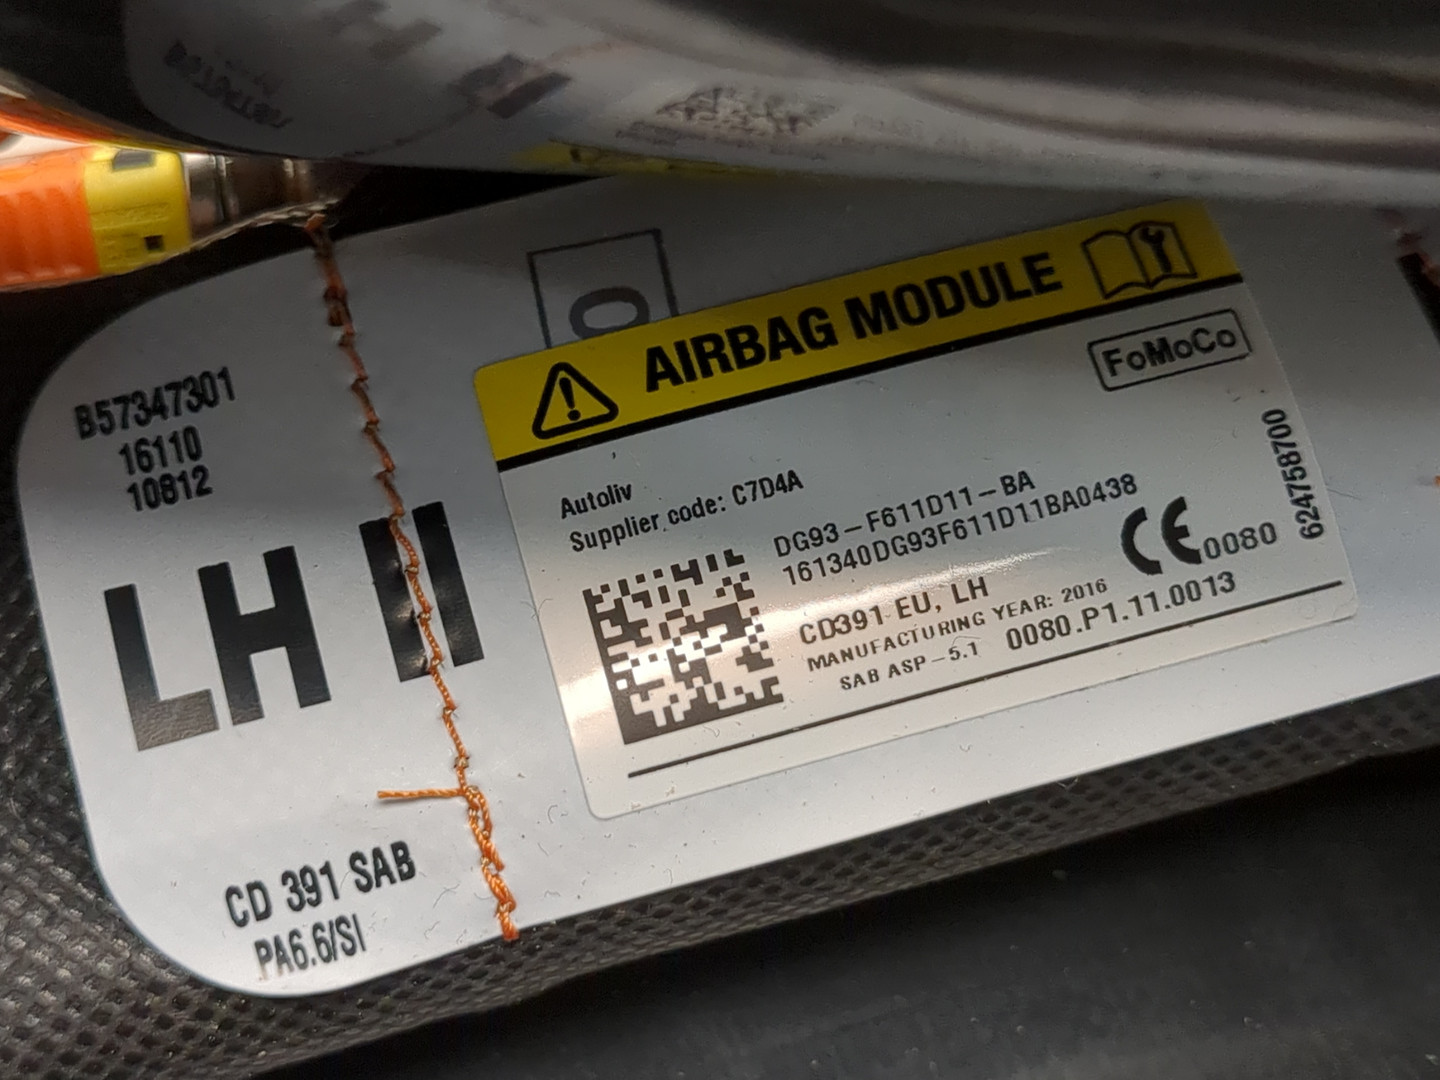 B57347301
16110
10812
LH II
CD 391 SAB
PA6.6/SI
AIRBAG MODULE
FoMoCo
Autoliv
Supplier code: C7D4A
DG93-F611D11-BA
161340DG93F611D11BA0438
CD391 EU, LH
MANUFACTURING YEAR: 2016
SAB ASP-5.1
0080.P1.11.0013
CE 0080
624758700